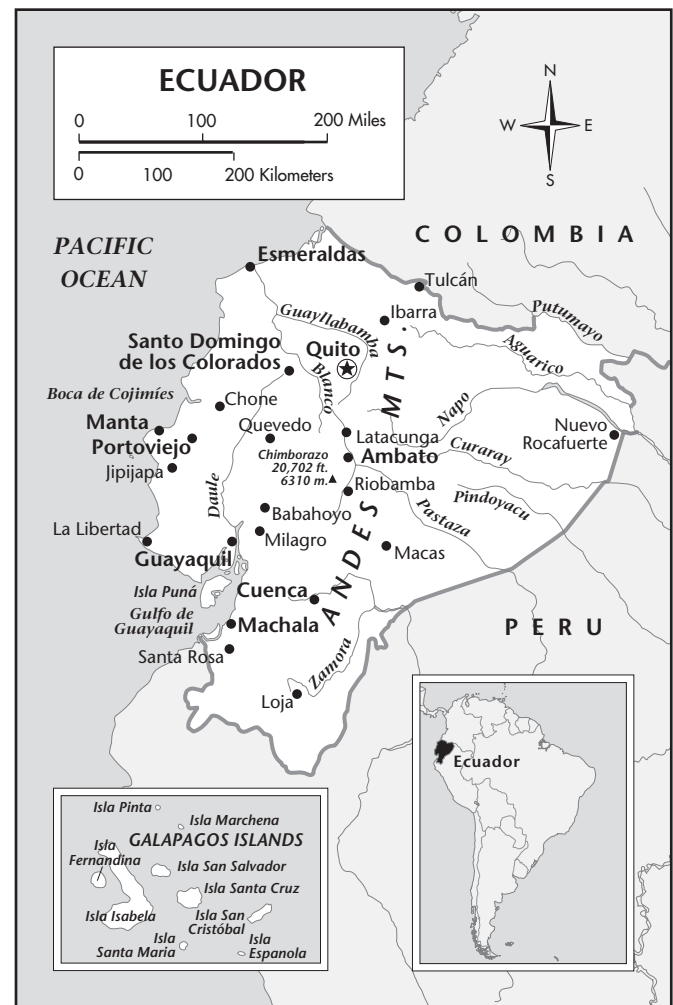 ECUADOR
0 100 200 Miles
0 100 200 Kilometers
N
W E
S
PACIFIC
OCEAN
COLOMBIA
Esmeraldas
Tulcán
Ibarra
Guayllabamba
Putumayo
Aguarico
Santo Domingo
de los Colorados
Quito
Blanco
Boca de Cojimíes
Chone
Napo
Manta
Portoviejo
Quevedo
Latacunga
Nuevo
Rocafuerte
Jipijapa
Chimborazo
20,702 ft.
6310 m.
Ambato
Curaray
Riobamba
Daule
Babahoyo
Pastaza
Pindoyacu
La Libertad
Guayaquil
Milagro
Macas
ANDES MTS.
Isla Puná
Cuenca
Gulfo de
Guayaquil
Machala
PERU
Santa Rosa
Zamora
Loja
Ecuador
Isla Pinta
Isla Marchena
GALAPAGOS ISLANDS
Isla
Fernandina
Isla San Salvador
Isla Santa Cruz
Isla Isabela
Isla San
Cristóbal
Isla
Santa Maria
Isla
Espanola